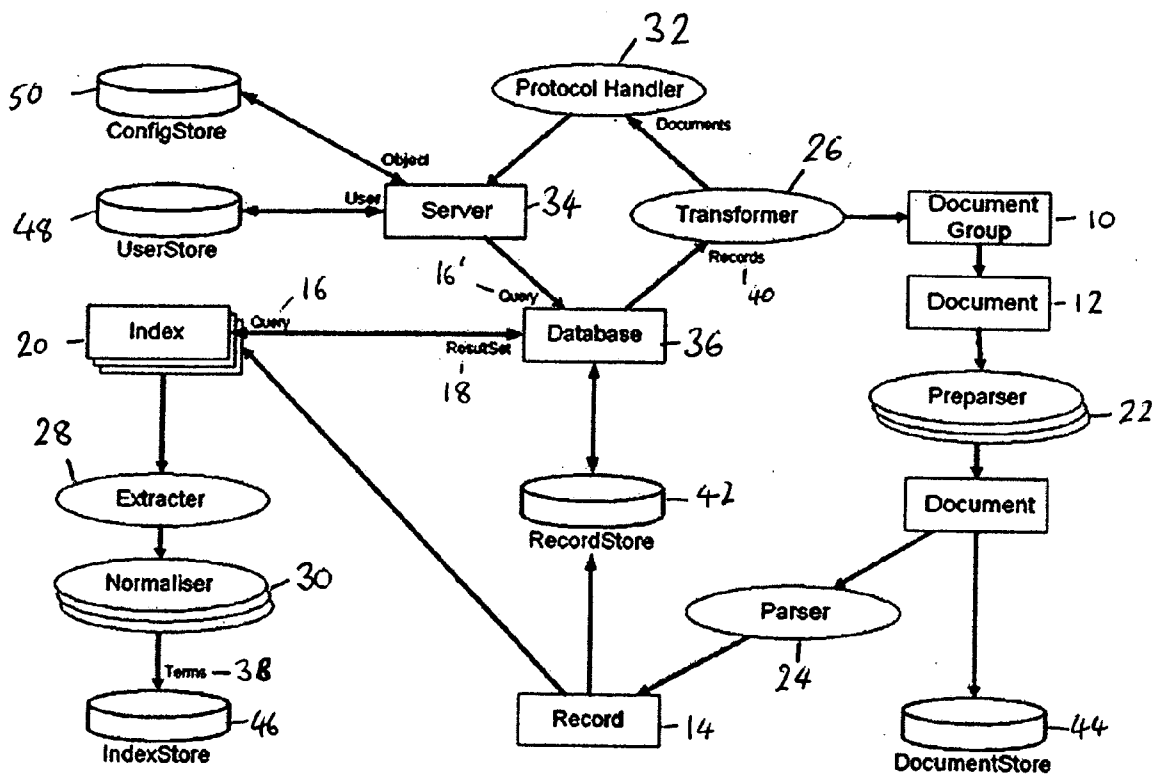 32
50
Protocol Handler
ConfigStore
Documents
Object
26
48
User
Server
34
Transformer
Document
Group
10
UserStore
Records
40
16
16'
Query
Document
12
20
Index
Query
ResultSet
18
Database
36
Preparser
22
28
Extracter
42
RecordStore
Document
Normaliser
30
Parser
24
Terms
38
46
IndexStore
Record
14
44
DocumentStore